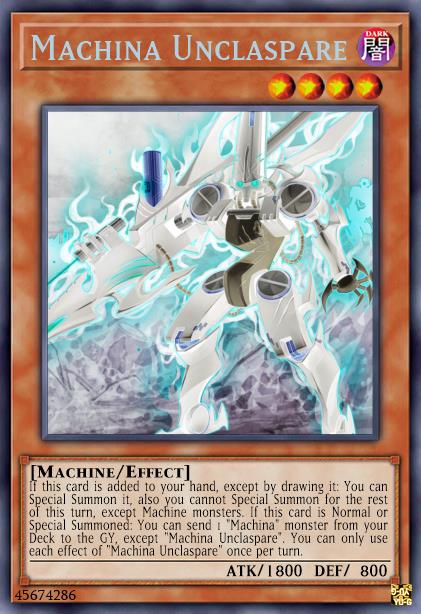 MACHINA UNCLASPARE
DARK
闇
[MACHINE/EFFECT]
If this card is added to your hand, except by drawing it: You can
Special Summon it, also you cannot Special Summon for the rest
of this turn, except Machine monsters. If this card is Normal or
Special Summoned: You can send 1 "Machina" monster from your
Deck to the GY, except "Machina Unclaspare". You can only use
each effect of "Machina Unclaspare" once per turn.
ATK/1800 DEF/ 800
45674286